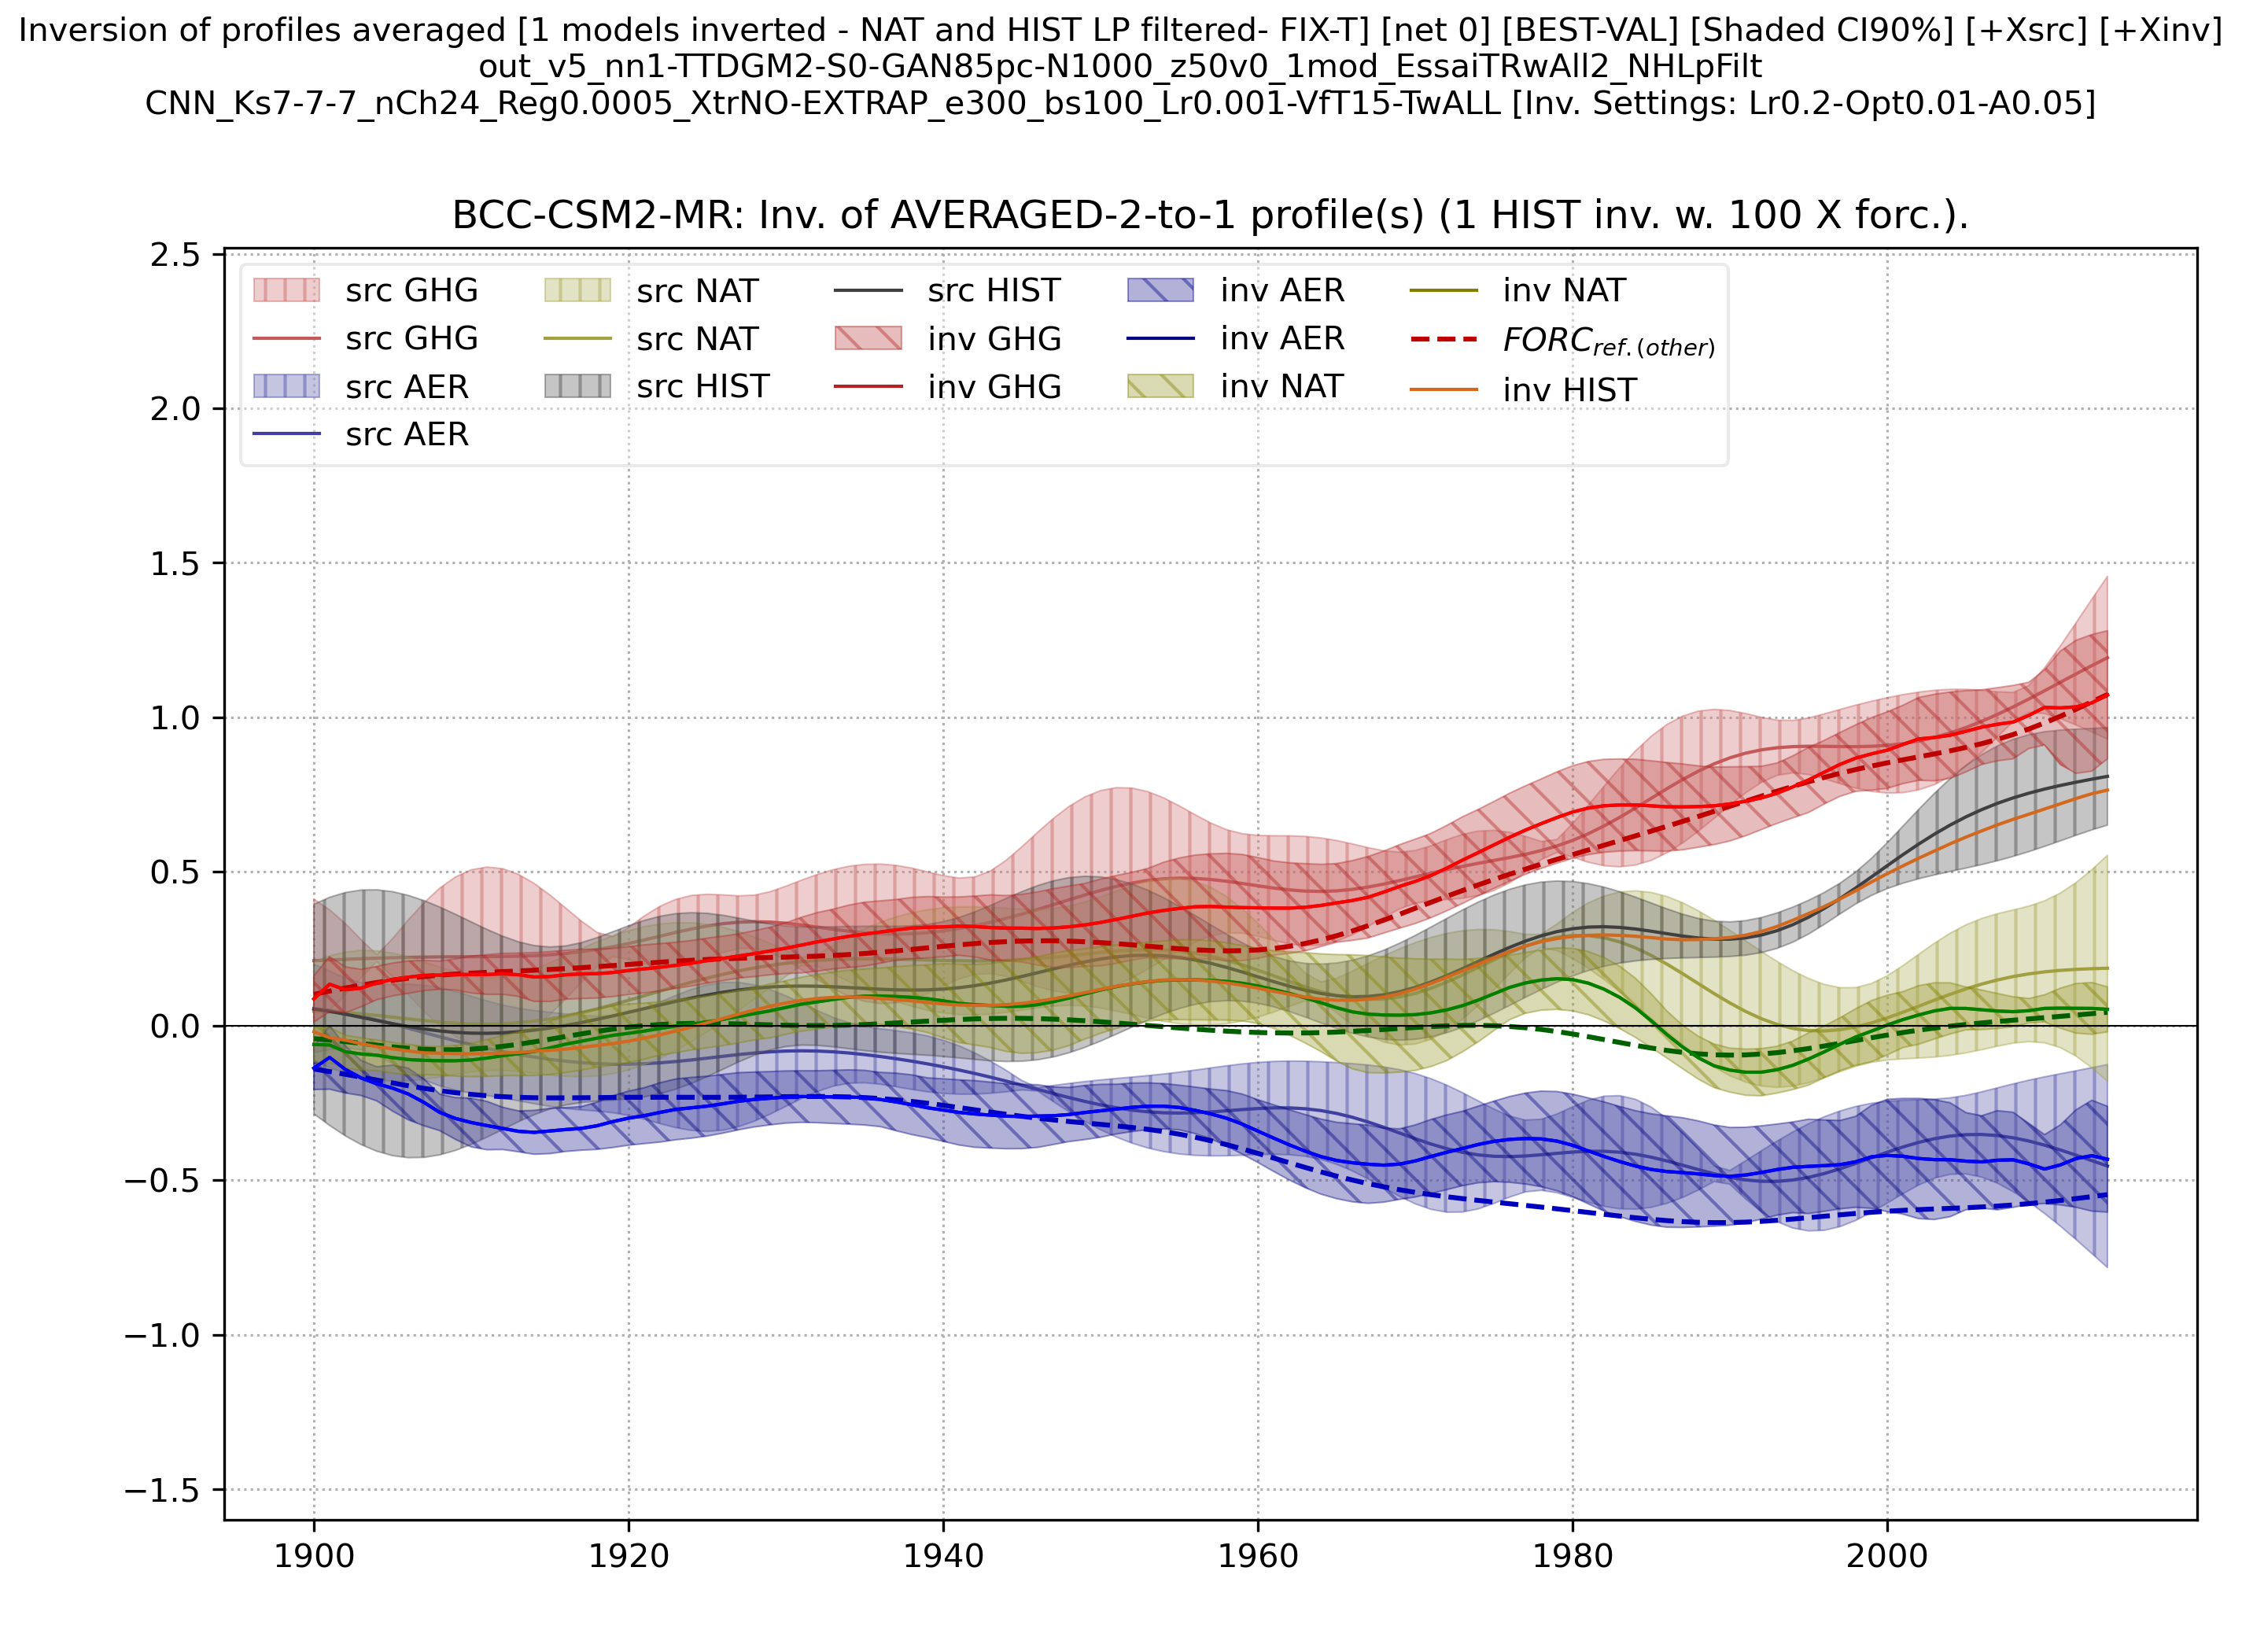 Inversion of profiles averaged [1 models inverted - NAT and HIST LP filtered- FIX-T] [net 0] [BEST-VAL] [Shaded CI90%] [+Xsrc] [+Xinv]
out_v5_nn1-TTDGM2-S0-GAN85pc-N1000_z50v0_1mod_EssaiTRwAll2_NHLpFilt
CNN_Ks7-7-7_nCh24_Reg0.0005_XtrNO-EXTRAP_e300_bs100_Lr0.001-VfT15-TwALL [Inv. Settings: Lr0.2-Opt0.01-A0.05]
BCC-CSM2-MR: Inv. of AVERAGED-2-to-1 profile(s) (1 HIST inv. w. 100 X forc.).
src GHG
src GHG
src AER
src AER
src NAT
src NAT
src HIST
src HIST
inv GHG
inv GHG
inv AER
inv AER
inv NAT
inv NAT
FORC ref.(other)
inv HIST
2.5
2.0
1.5
1.0
0.5
0.0
−0.5
−1.0
−1.5
1900 1920 1940 1960 1980 2000